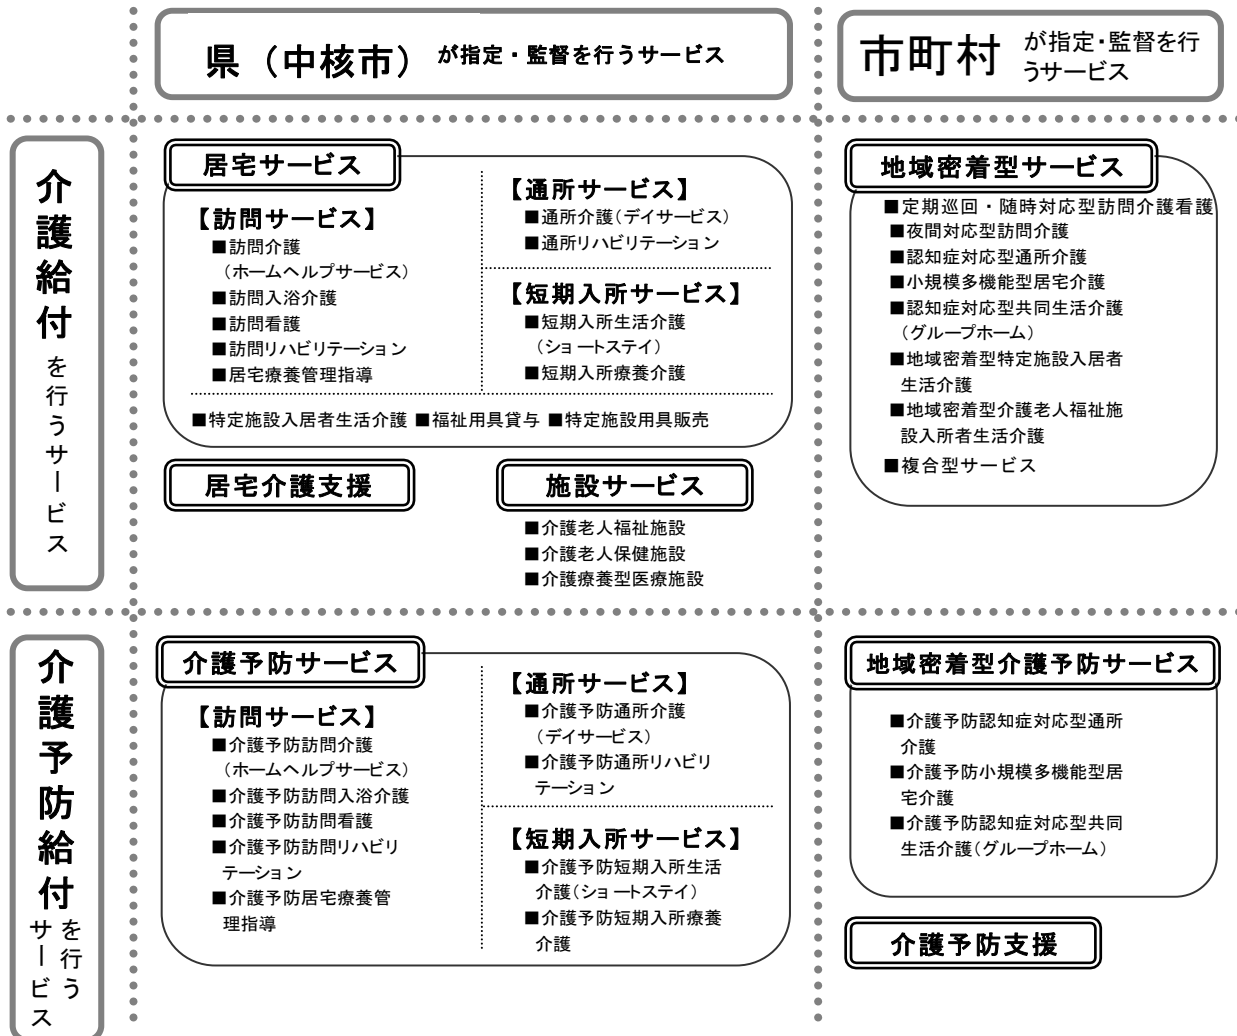 県（中核市）が指定・監督を行うサービス
市町村 が指定・監督を行
うサービス
介護給付を行うサービス
居宅サービス
【訪問サービス】
■訪問介護
（ホームヘルプサービス）
■訪問入浴介護
■訪問看護
■訪問リハビリテーション
■居宅療養管理指導
【通所サービス】
■通所介護（デイサービス）
■通所リハビリテーション
【短期入所サービス】
■短期入所生活介護
（ショートステイ）
■短期入所療養介護
■特定施設入居者生活介護 ■福祉用具貸与 ■特定施設用具販売
居宅介護支援
施設サービス
■介護老人福祉施設
■介護老人保健施設
■介護療養型医療施設
地域密着型サービス
■定期巡回・随時対応型訪問介護看護
■夜間対応型訪問介護
■認知症対応型通所介護
■小規模多機能型居宅介護
■認知症対応型共同生活介護
（グループホーム）
■地域密着型特定施設入居者
生活介護
■地域密着型介護老人福祉施
設入所者生活介護
■複合型サービス
介護予防給付を行う
サービス
介護予防サービス
【訪問サービス】
■介護予防訪問介護
（ホームヘルプサービス）
■介護予防訪問入浴介護
■介護予防訪問看護
■介護予防訪問リハビリ
テーション
■介護予防居宅療養管
理指導
【通所サービス】
■介護予防通所介護
（デイサービス）
■介護予防通所リハビリ
テーション
【短期入所サービス】
■介護予防短期入所生活
介護（ショートステイ）
■介護予防短期入所療養
介護
地域密着型介護予防サービス
■介護予防認知症対応型通所
介護
■介護予防小規模多機能型居
宅介護
■介護予防認知症対応型共同
生活介護（グループホーム）
介護予防支援